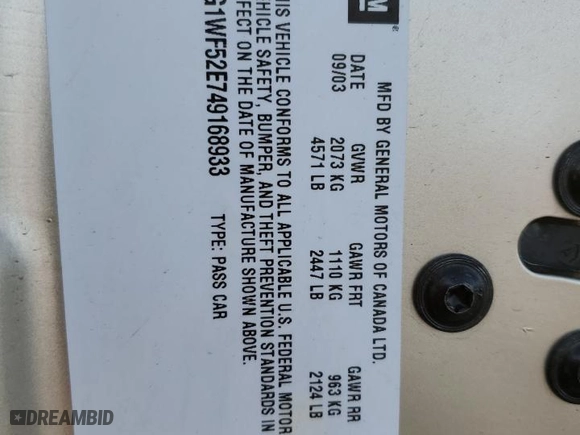 GM®
MFD BY GENERAL MOTORS OF CANADA LTD.
DATE GVWR GAWR FRT GAWR RR
09/03 2073 KG 1110 KG 963 KG
4571 LB 2447 LB 2124 LB
THIS VEHICLE CONFORMS TO ALL APPLICABLE U.S. FEDERAL MOTOR
VEHICLE SAFETY, BUMPER, AND THEFT PREVENTION STANDARDS IN
EFFECT ON THE DATE OF MANUFACTURE SHOWN ABOVE.
G1WF52E749168933 TYPE: PASS CAR
DREAMBID